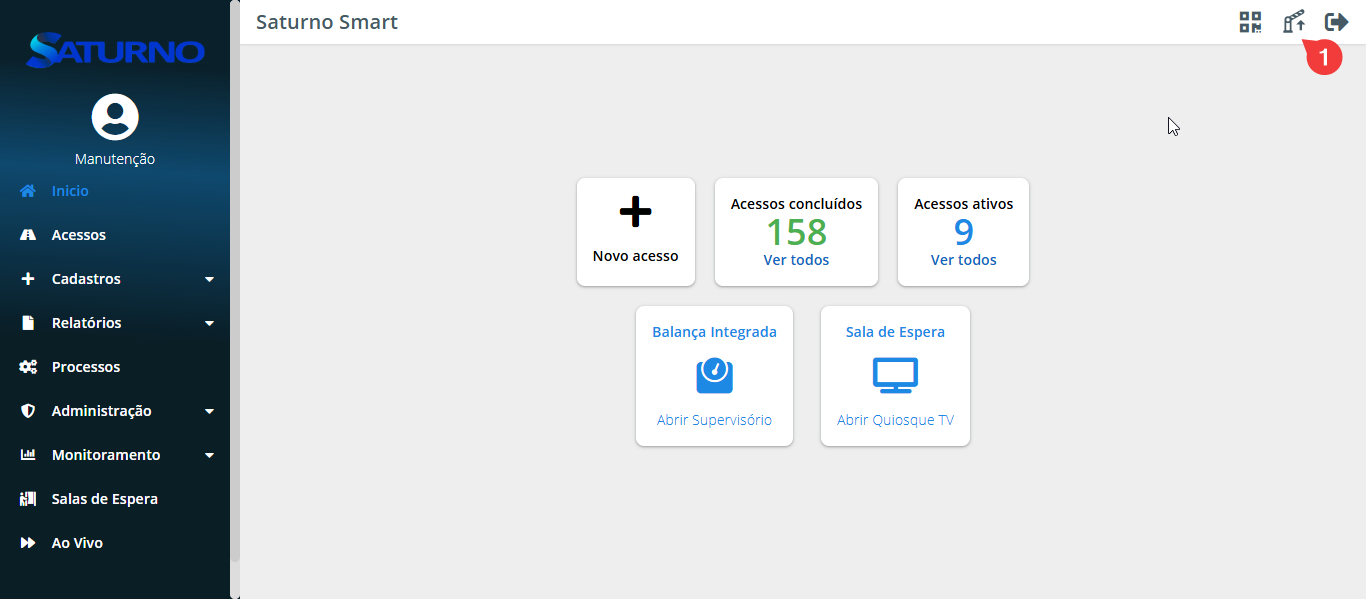 SATURNO
Saturno Smart
1
Manutenção
Inicio
Acessos
Cadastros
Relatórios
Processos
Administração
Monitoramento
Salas de Espera
Ao Vivo
Novo acesso
Acessos concluídos
158
Ver todos
Acessos ativos
9
Ver todos
Balança Integrada
Abrir Supervisório
Sala de Espera
Abrir Quiosque TV